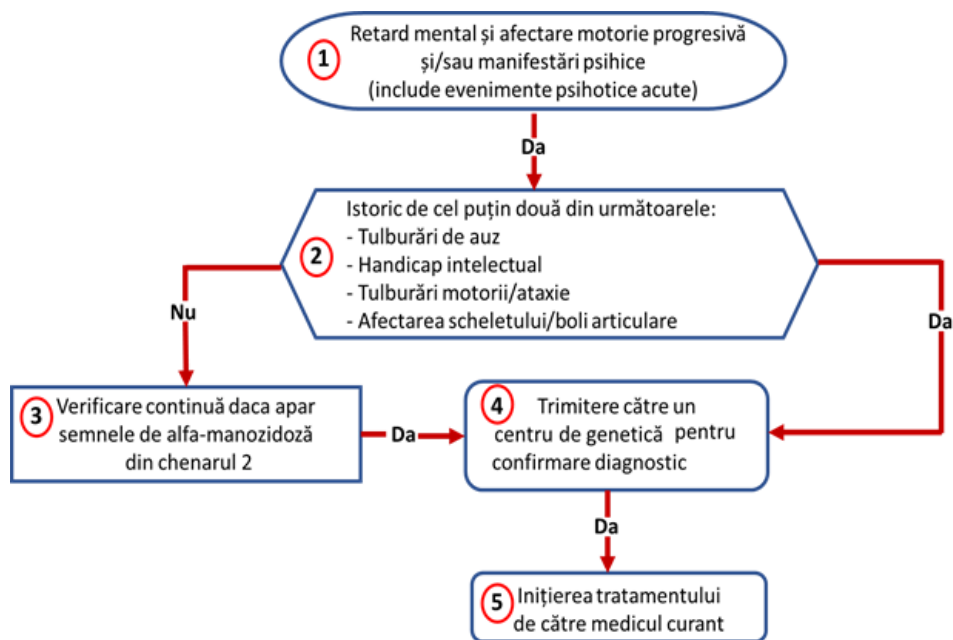 1
Retard mental și afectare motorie progresivă
și/sau manifestări psihice
(include evenimente psihotice acute)
Da
2
Istoric de cel puțin două din următoarele:
- Tulburări de auz
- Handicap intelectual
- Tulburări motorii/ataxie
- Afectarea scheletului/boli articulare
Nu
Da
3
Verificare continuă daca apar
semnele de alfa-manozidoză
din chenarul 2
Da
4
Trimitere către un
centru de genetică pentru
confirmare diagnostic
Da
5
Inițierea tratamentului
de către medicul curant